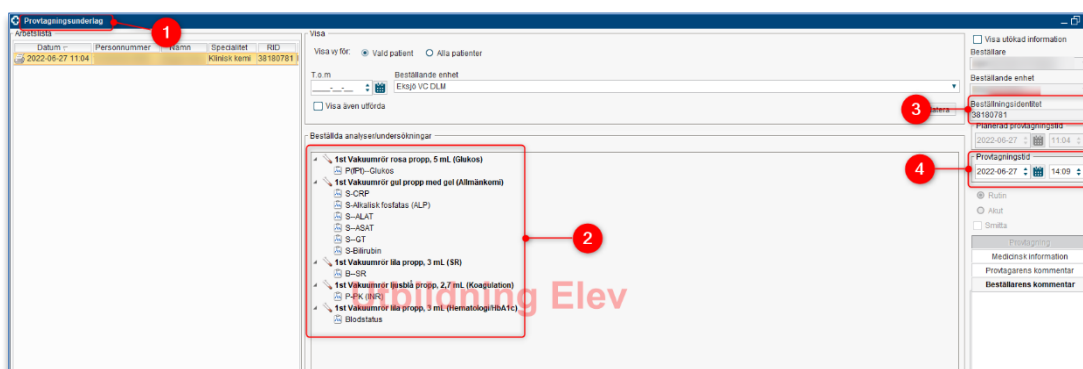 Provtagningsunderlag
1
Arbetslista
Datum Personnummer Namn Specialitet RID
2022-06-27 11:04 Klinisk kemi 38180781
Visa
Visa vy för: Vald patient Alla patienter
T.o.m Beställande enhet
____-__-__ Eksjö VC DLM
Visa även utförda
Beställda analyser/undersökningar
1st Vakuumrör rosa propp, 5 mL (Glukos)
P(fPt)--Glukos
1st Vakuumrör gul propp med gel (Allmänkemi)
S-CRP
S-Alkalisk fosfatas (ALP)
S--ALAT
S--ASAT
S--GT
S-Bilirubin
1st Vakuumrör lila propp, 3 mL (SR)
B--SR
1st Vakuumrör ljusblå propp, 2,7 mL (Koagulation)
P-PK (INR)
1st Vakuumrör lila propp, 3 mL (Hematologi/HbA1c)
Blodstatus
2
Utbildning Elev
Visa utökad information
Beställare
Beställande enhet
3
Beställningsidentitet
38180781
Planerad provtagningstid
2022-06-27 11:04
4
Provtagningstid
2022-06-27 14:09
Rutin
Akut
Smitta
Provtagning
Medicinsk information
Provtagarens kommentar
Beställarens kommentar